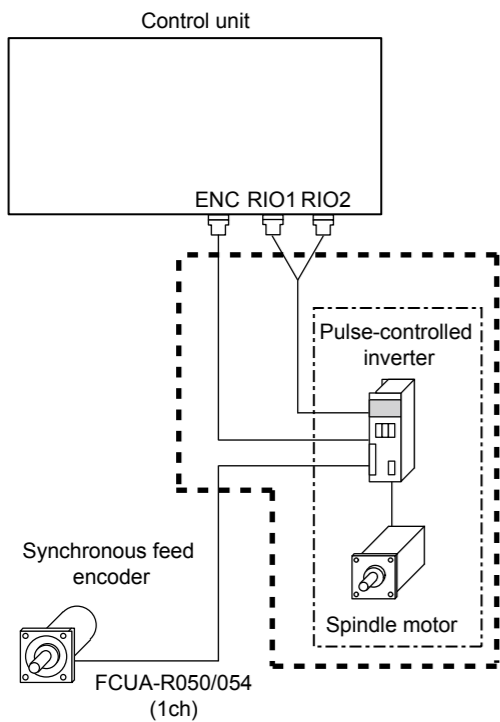 Control unit
ENC RIO1 RIO2
Pulse-controlled
inverter
Synchronous feed
encoder
Spindle motor
FCUA-R050/054
(1ch)